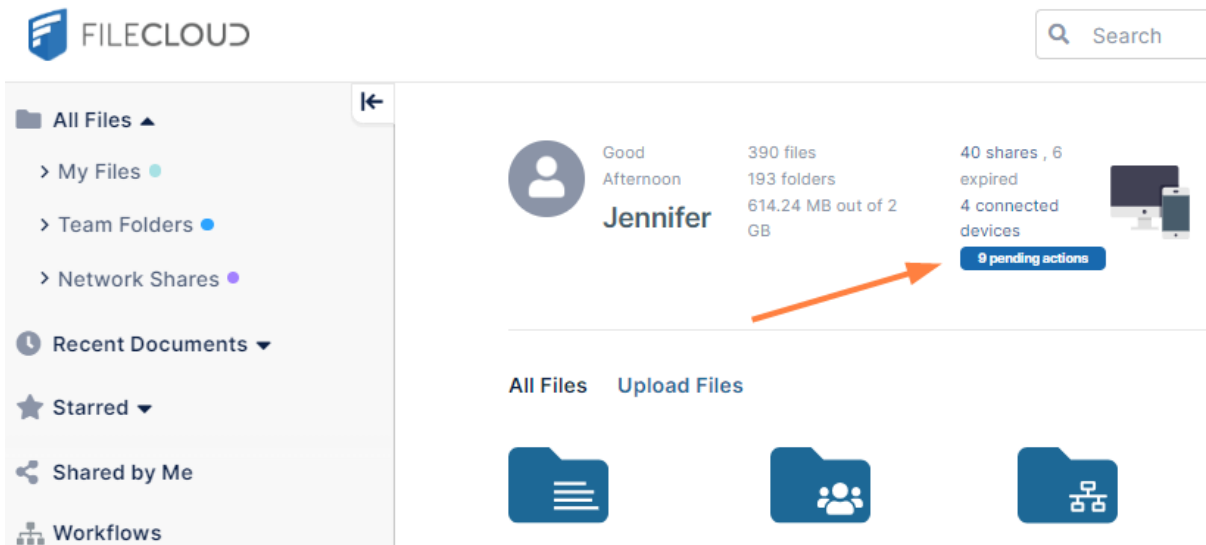 FILECLOUD
Search
All Files
My Files
Team Folders
Network Shares
Recent Documents
Starred
Shared by Me
Workflows
Good
Afternoon
Jennifer
390 files
193 folders
614.24 MB out of 2
GB
40 shares , 6
expired
4 connected
devices
9 pending actions
All Files
Upload Files